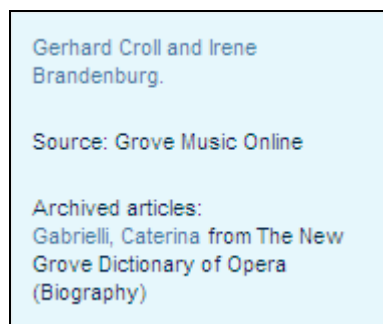 Gerhard Croll and Irene
Brandenburg.
Source: Grove Music Online
Archived articles:
Gabrielli, Caterina from The New
Grove Dictionary of Opera
(Biography)